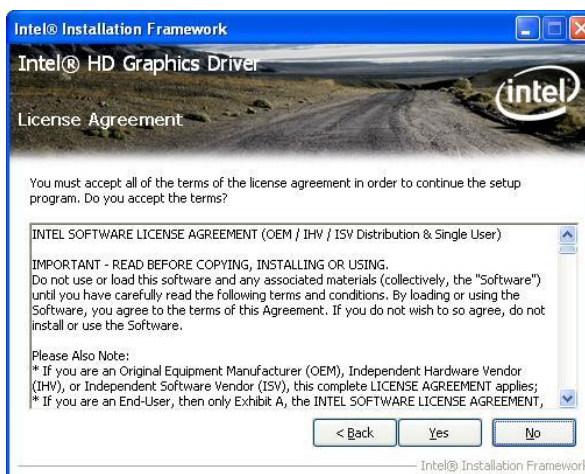 Intel® Installation Framework
Intel® HD Graphics Driver
intel
License Agreement
You must accept all of the terms of the license agreement in order to continue the setup
program. Do you accept the terms?
INTEL SOFTWARE LICENSE AGREEMENT (OEM / IHV / ISV Distribution & Single User)
IMPORTANT - READ BEFORE COPYING, INSTALLING OR USING.
Do not use or load this software and any associated materials (collectively, the "Software")
until you have carefully read the following terms and conditions. By loading or using the
Software, you agree to the terms of this Agreement. If you do not wish to so agree, do not
install or use the Software.
Please Also Note:
* If you are an Original Equipment Manufacturer (OEM), Independent Hardware Vendor
(IHV), or Independent Software Vendor (ISV), this complete LICENSE AGREEMENT applies;
* If you are an End-User, then only Exhibit A, the INTEL SOFTWARE LICENSE AGREEMENT,
< Back Yes No
Intel® Installation Framework